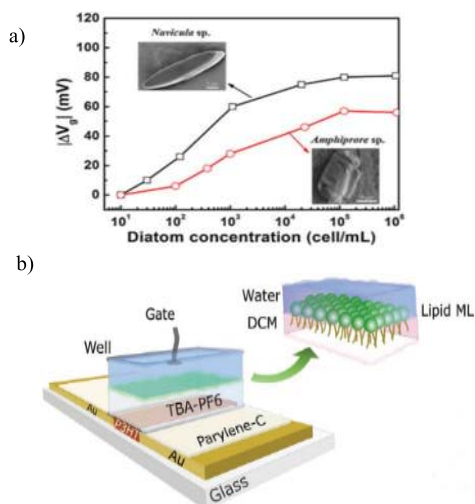 a)
Navicula sp.
Amphiprore sp.
|ΔVg| (mV)
120
100
80
60
40
20
0
10¹ 10² 10³ 10⁴ 10⁵ 10⁶
Diatom concentration (cell/mL)
b)
Water
DCM
Lipid ML
Gate
Well
TBA-PF6
Au
P3HT
Parylene-C
Au
Glass